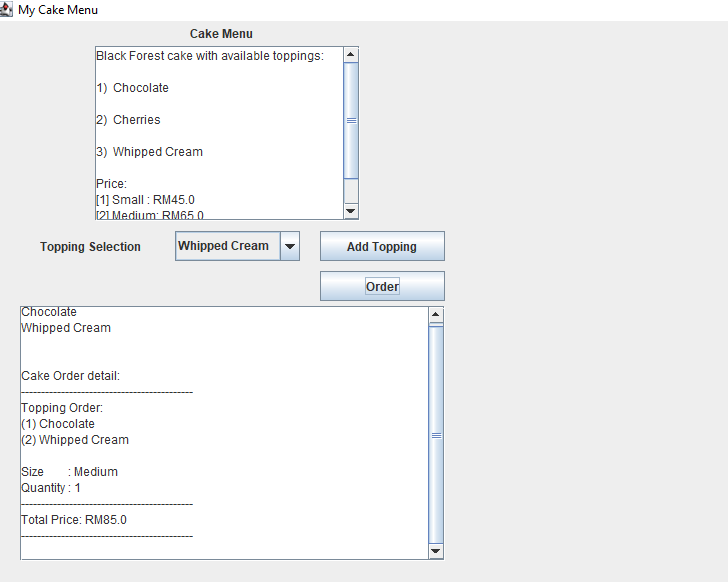 My Cake Menu
Cake Menu
Black Forest cake with available toppings:
1) Chocolate
2) Cherries
3) Whipped Cream
Price:
[1] Small : RM45.0
[2] Medium: RM65.0
Topping Selection
Whipped Cream
Add Topping
Order
Chocolate
Whipped Cream
Cake Order detail:
-------------------------------------------
Topping Order:
(1) Chocolate
(2) Whipped Cream
Size : Medium
Quantity : 1
-------------------------------------------
Total Price: RM85.0
-------------------------------------------